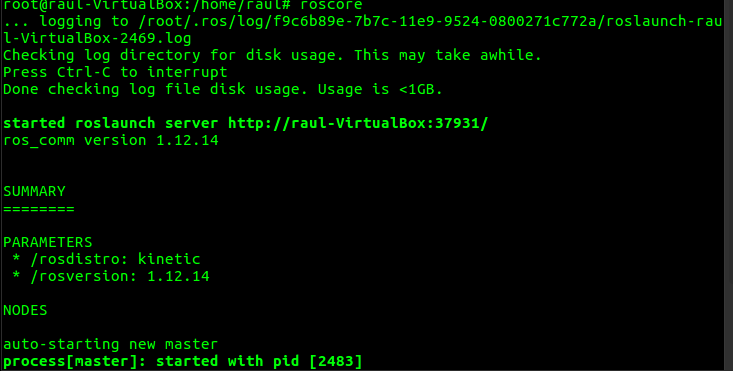 root@raul-VirtualBox:/home/raul# roscore
... logging to /root/.ros/log/f9c6b89e-7b7c-11e9-9524-0800271c772a/roslaunch-rau
l-VirtualBox-2469.log
Checking log directory for disk usage. This may take awhile.
Press Ctrl-C to interrupt
Done checking log file disk usage. Usage is <1GB.
started roslaunch server http://raul-VirtualBox:37931/
ros_comm version 1.12.14
SUMMARY
========
PARAMETERS
* /rosdistro: kinetic
* /rosversion: 1.12.14
NODES
auto-starting new master
process[master]: started with pid [2483]